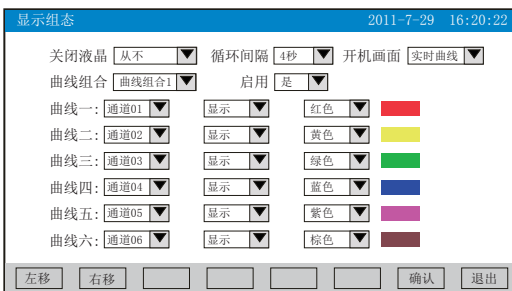 显示组态 2011-7-29 16:20:22
关闭液晶 从不 循环间隔 4秒 开机画面 实时曲线
曲线组合 曲线组合1 启用 是
曲线一: 通道01 显示 红色
曲线二: 通道02 显示 黄色
曲线三: 通道03 显示 绿色
曲线四: 通道04 显示 蓝色
曲线五: 通道05 显示 紫色
曲线六: 通道06 显示 棕色
左移 右移 确认 退出